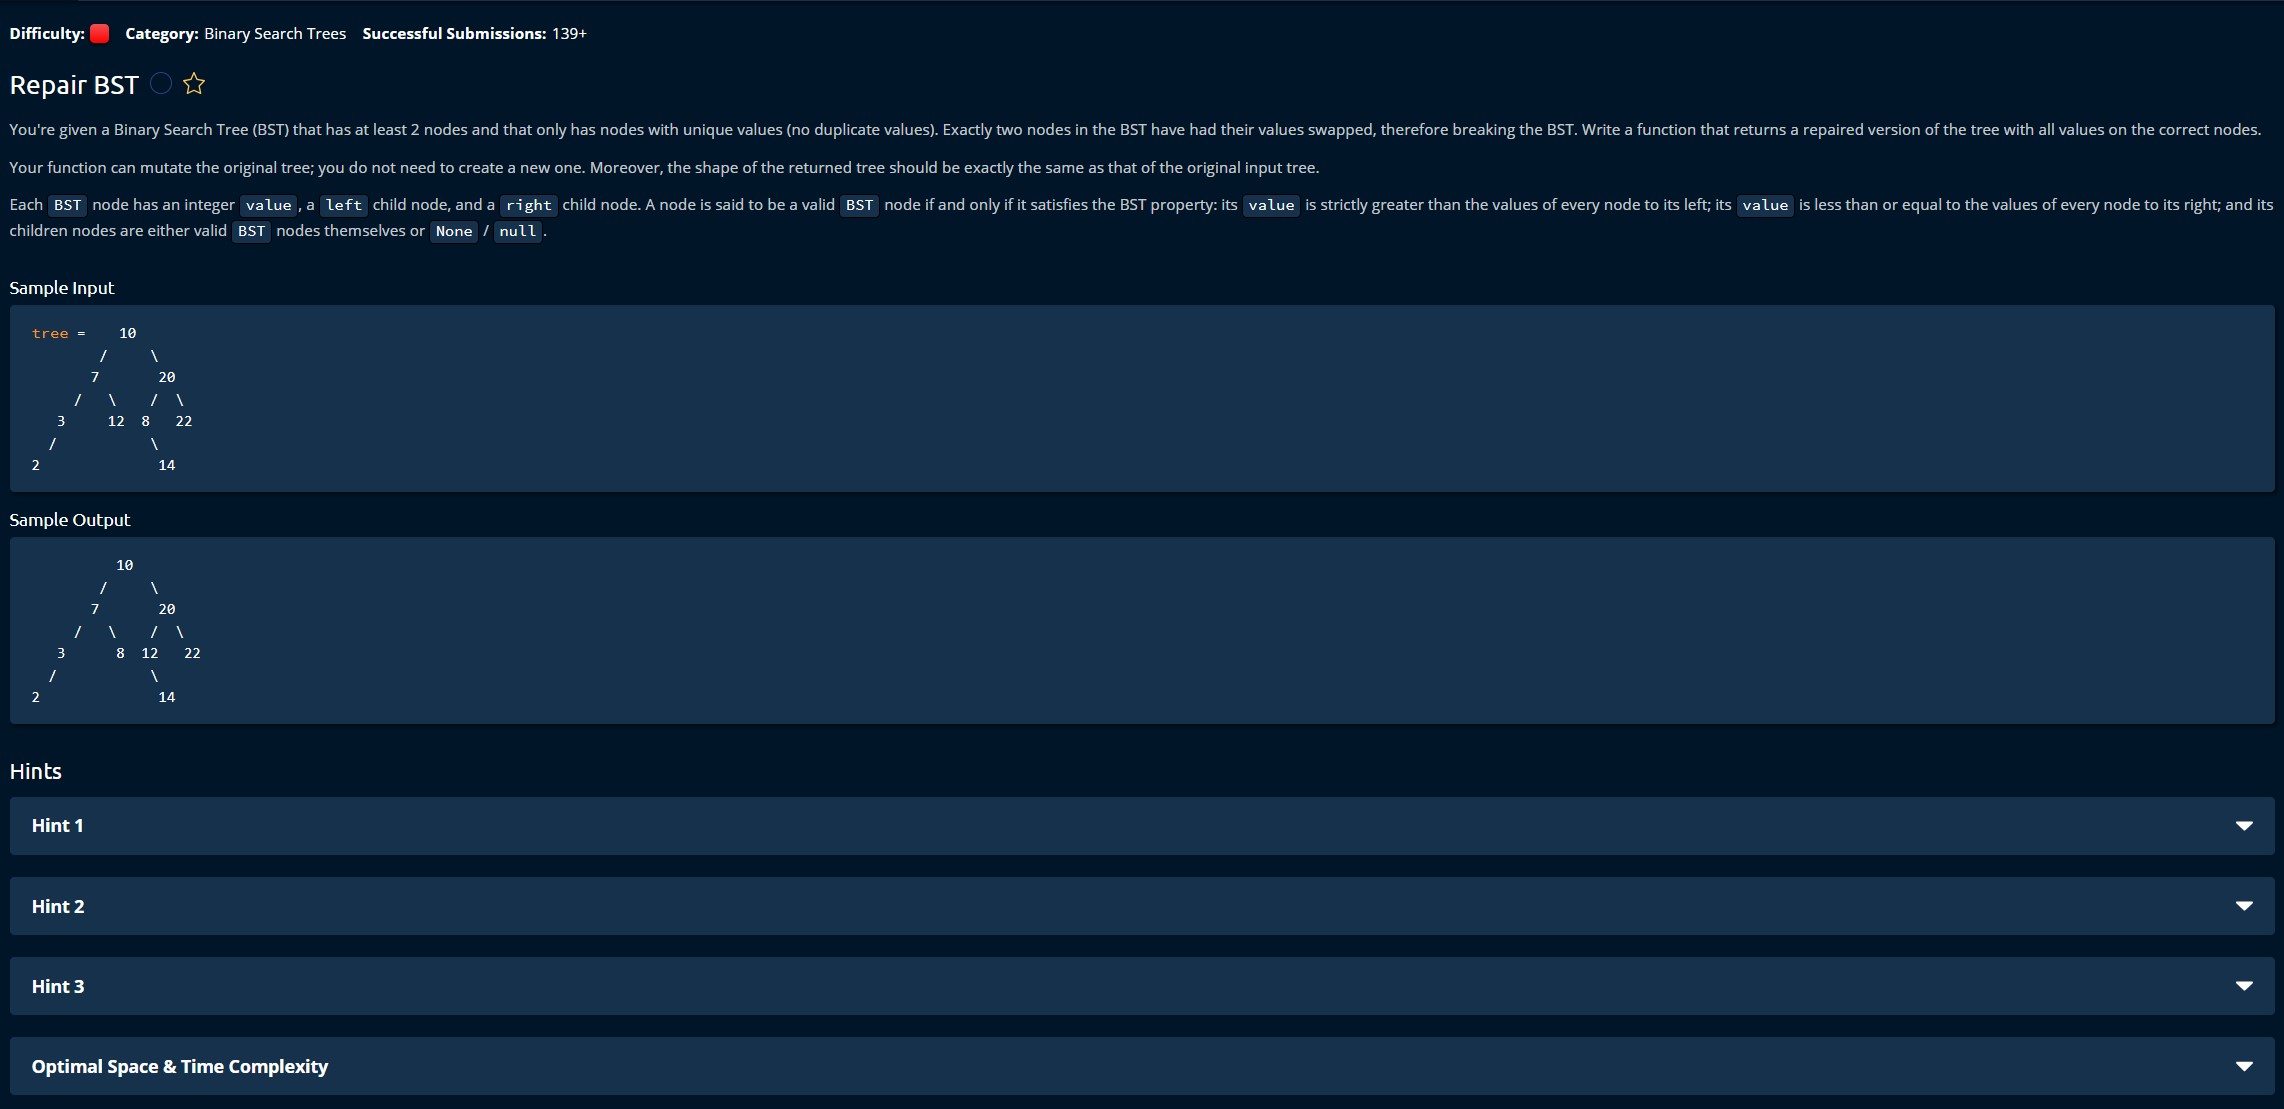 Difficulty: Category: Binary Search Trees Successful Submissions: 139+
Repair BST
You're given a Binary Search Tree (BST) that has at least 2 nodes and that only has nodes with unique values (no duplicate values). Exactly two nodes in the BST have had their values swapped, therefore breaking the BST. Write a function that returns a repaired version of the tree with all values on the correct nodes.
Your function can mutate the original tree; you do not need to create a new one. Moreover, the shape of the returned tree should be exactly the same as that of the original input tree.
Each BST node has an integer value, a left child node, and a right child node. A node is said to be a valid BST node if and only if it satisfies the BST property: its value is strictly greater than the values of every node to its left; its value is less than or equal to the values of every node to its right; and its
children nodes are either valid BST nodes themselves or None / null.
Sample Input
tree =    10
        /     \
       7       20
     /   \    /  \
   3     12  8   22
  /           \
2              14
Sample Output
          10
        /     \
       7       20
     /   \    /  \
   3      8  12   22
  /           \
2              14
Hints
Hint 1
Hint 2
Hint 3
Optimal Space & Time Complexity